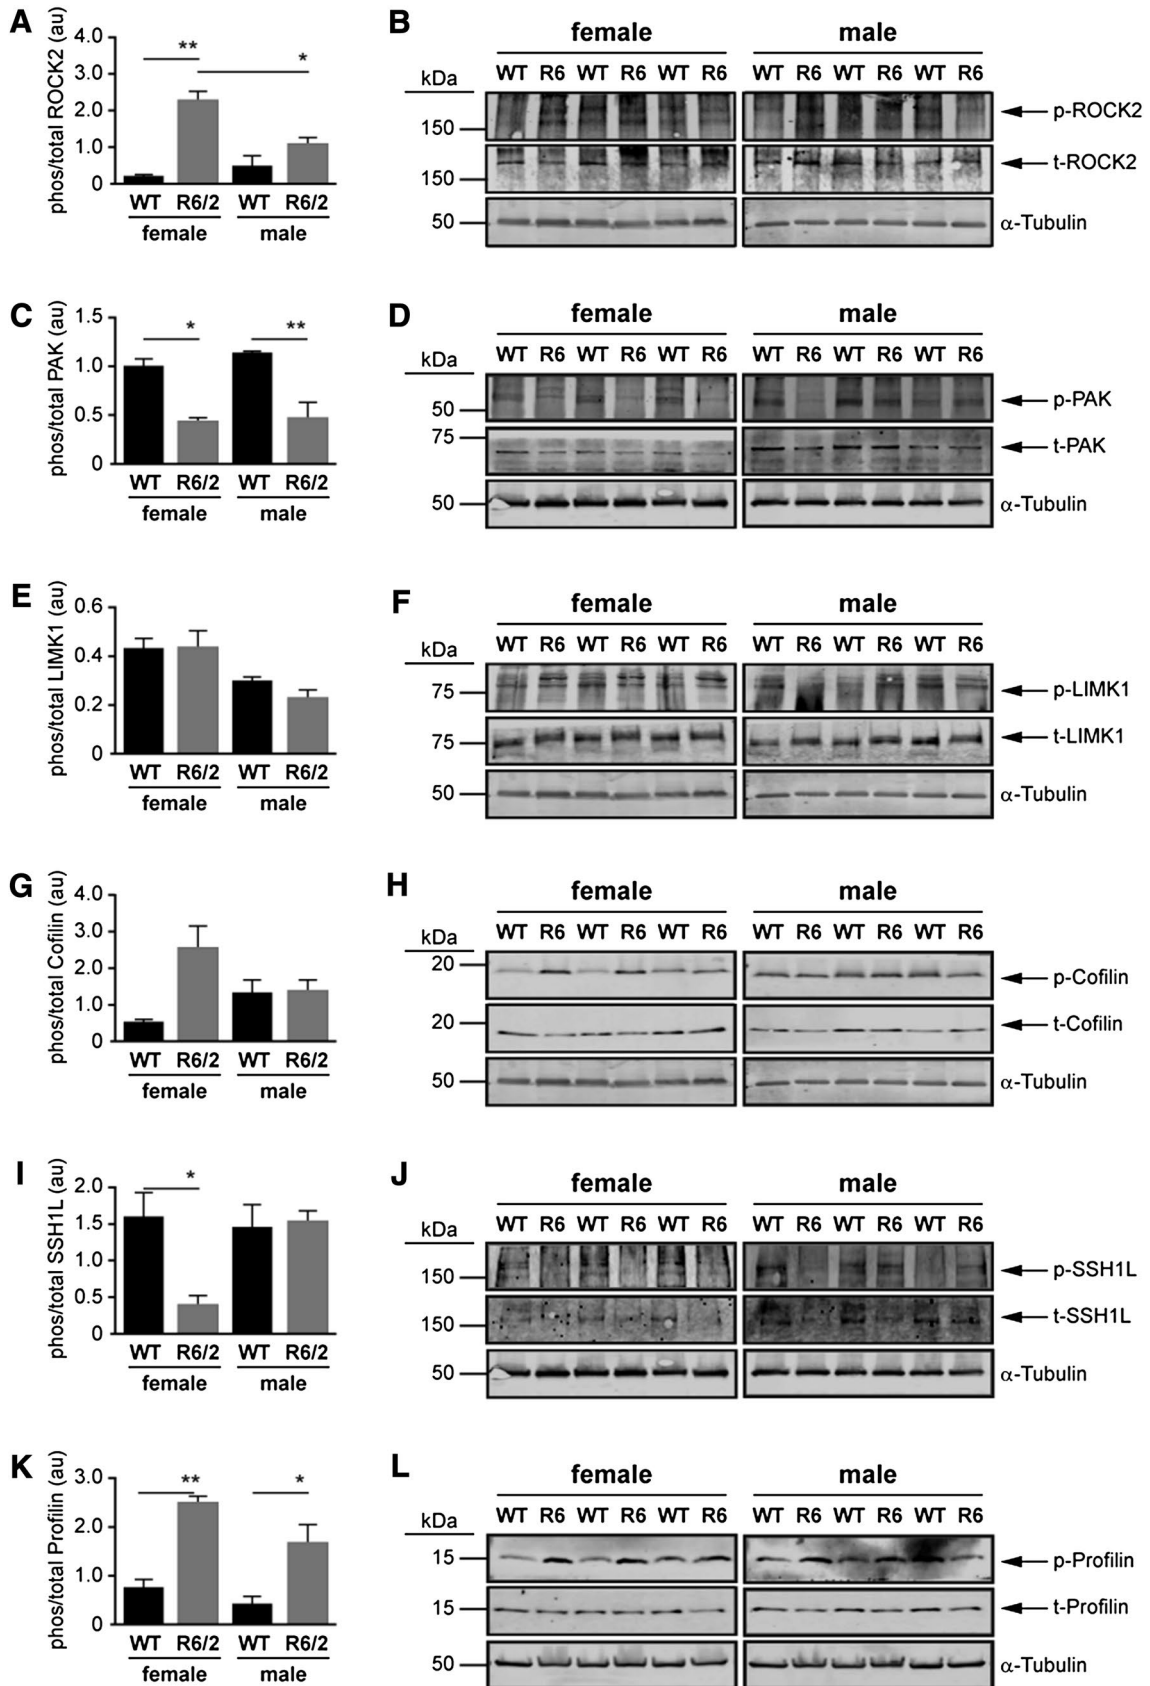 A
phos/total ROCK2 (au)
4.0
3.0
2.0
1.0
0
**
*
WT R6/2 WT R6/2
female male
B
female male
kDa
WT R6 WT R6 WT R6 WT R6 WT R6 WT R6
150
p-ROCK2
150
t-ROCK2
50
α-Tubulin
C
phos/total PAK (au)
1.5
1.0
0.5
0
*
**
WT R6/2 WT R6/2
female male
D
female male
kDa
WT R6 WT R6 WT R6 WT R6 WT R6 WT R6
50
p-PAK
75
t-PAK
50
α-Tubulin
E
phos/total LIMK1 (au)
0.6
0.4
0.2
0
WT R6/2 WT R6/2
female male
F
female male
kDa
WT R6 WT R6 WT R6 WT R6 WT R6 WT R6
75
p-LIMK1
75
t-LIMK1
50
α-Tubulin
G
phos/total Cofilin (au)
4.0
3.0
2.0
1.0
0
WT R6/2 WT R6/2
female male
H
female male
kDa
WT R6 WT R6 WT R6 WT R6 WT R6 WT R6
20
p-Cofilin
20
t-Cofilin
50
α-Tubulin
I
phos/total SSH1L (au)
2.0
1.5
1.0
0.5
0
*
WT R6/2 WT R6/2
female male
J
female male
kDa
WT R6 WT R6 WT R6 WT R6 WT R6 WT R6
150
p-SSH1L
150
t-SSH1L
50
α-Tubulin
K
phos/total Profilin (au)
3.0
2.0
1.0
0
**
*
WT R6/2 WT R6/2
female male
L
female male
kDa
WT R6 WT R6 WT R6 WT R6 WT R6 WT R6
15
p-Profilin
15
t-Profilin
50
α-Tubulin